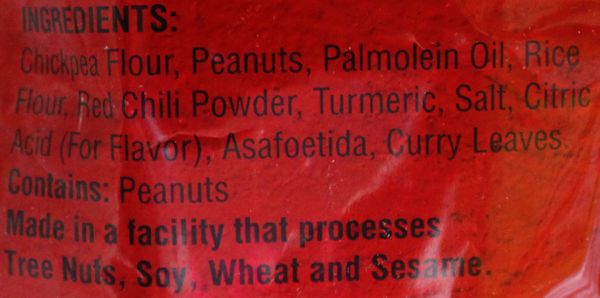 INGREDIENTS:
Chickpea Flour, Peanuts, Palmolein Oil, Rice
Flour, Red Chili Powder, Turmeric, Salt, Citric
Acid (For Flavor), Asafoetida, Curry Leaves.
Contains: Peanuts
Made in a facility that processes
Tree Nuts, Soy, Wheat and Sesame.